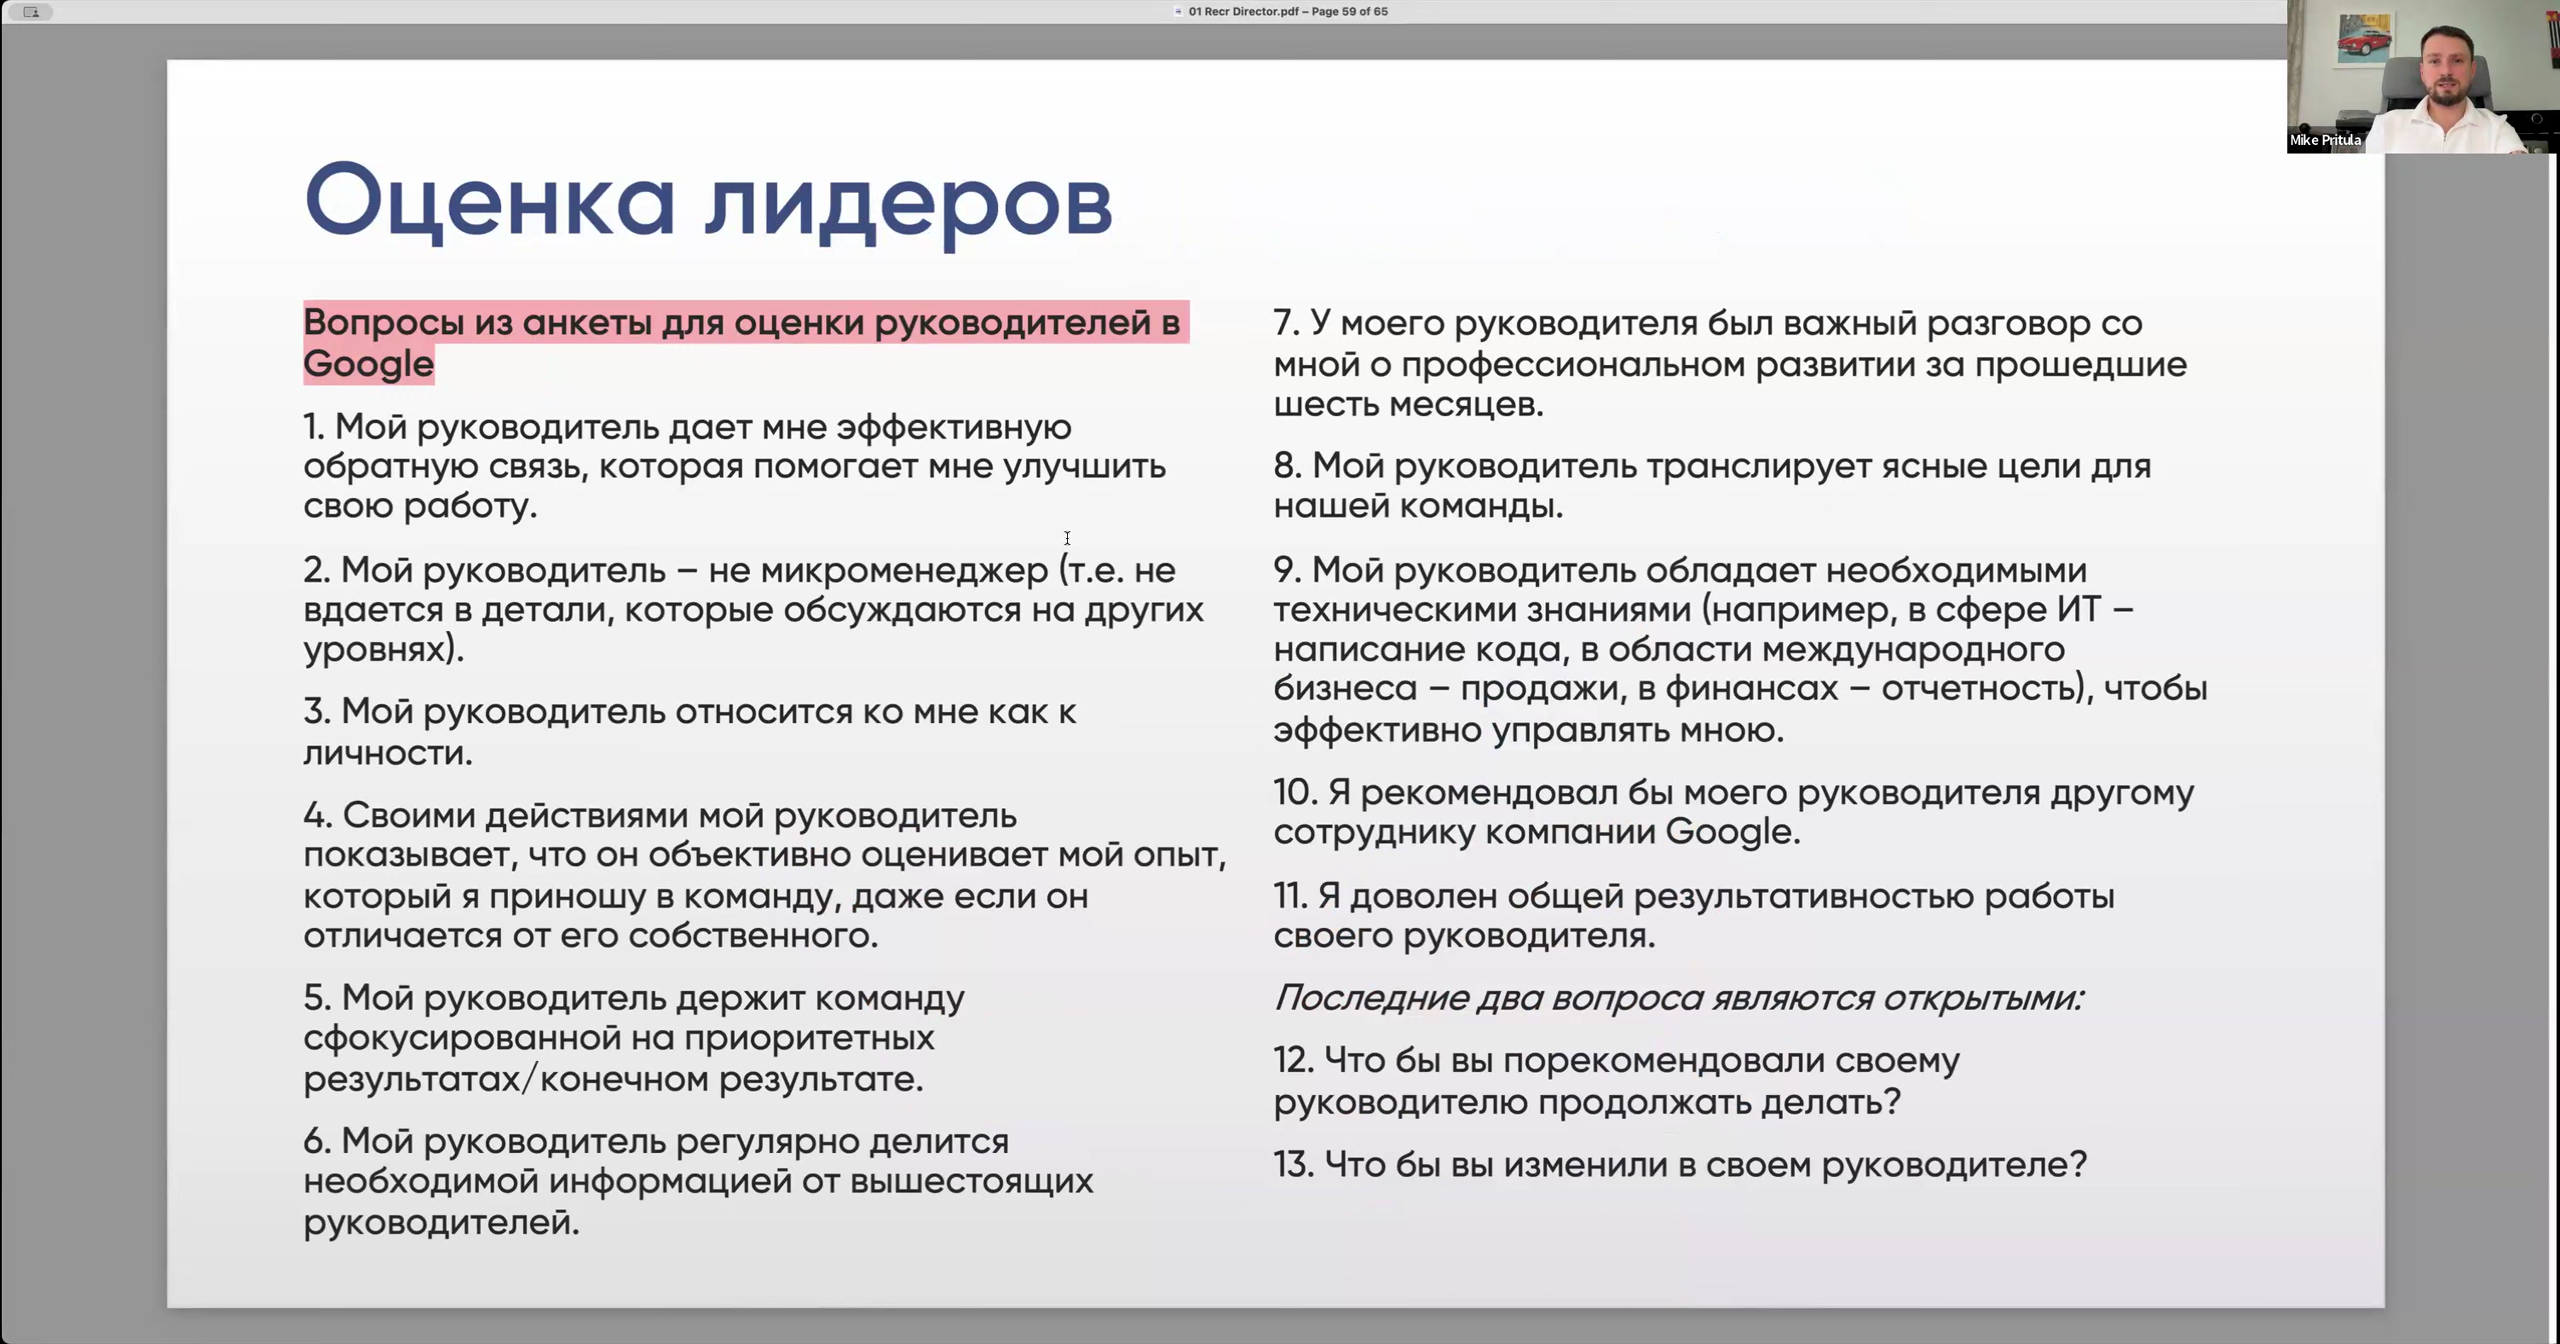 01 Recr Director.pdf – Page 59 of 65
Mike Pritula
Оценка лидеров
Вопросы из анкеты для оценки руководителей в
Google
1. Мой руководитель дает мне эффективную
обратную связь, которая помогает мне улучшить
свою работу.
2. Мой руководитель – не микроменеджер (т.е. не
вдается в детали, которые обсуждаются на других
уровнях).
3. Мой руководитель относится ко мне как к
личности.
4. Своими действиями мой руководитель
показывает, что он объективно оценивает мой опыт,
который я приношу в команду, даже если он
отличается от его собственного.
5. Мой руководитель держит команду
сфокусированной на приоритетных
результатах/конечном результате.
6. Мой руководитель регулярно делится
необходимой информацией от вышестоящих
руководителей.
7. У моего руководителя был важный разговор со
мной о профессиональном развитии за прошедшие
шесть месяцев.
8. Мой руководитель транслирует ясные цели для
нашей команды.
9. Мой руководитель обладает необходимыми
техническими знаниями (например, в сфере ИТ –
написание кода, в области международного
бизнеса – продажи, в финансах – отчетность), чтобы
эффективно управлять мною.
10. Я рекомендовал бы моего руководителя другому
сотруднику компании Google.
11. Я доволен общей результативностью работы
своего руководителя.
Последние два вопроса являются открытыми:
12. Что бы вы порекомендовали своему
руководителю продолжать делать?
13. Что бы вы изменили в своем руководителе?